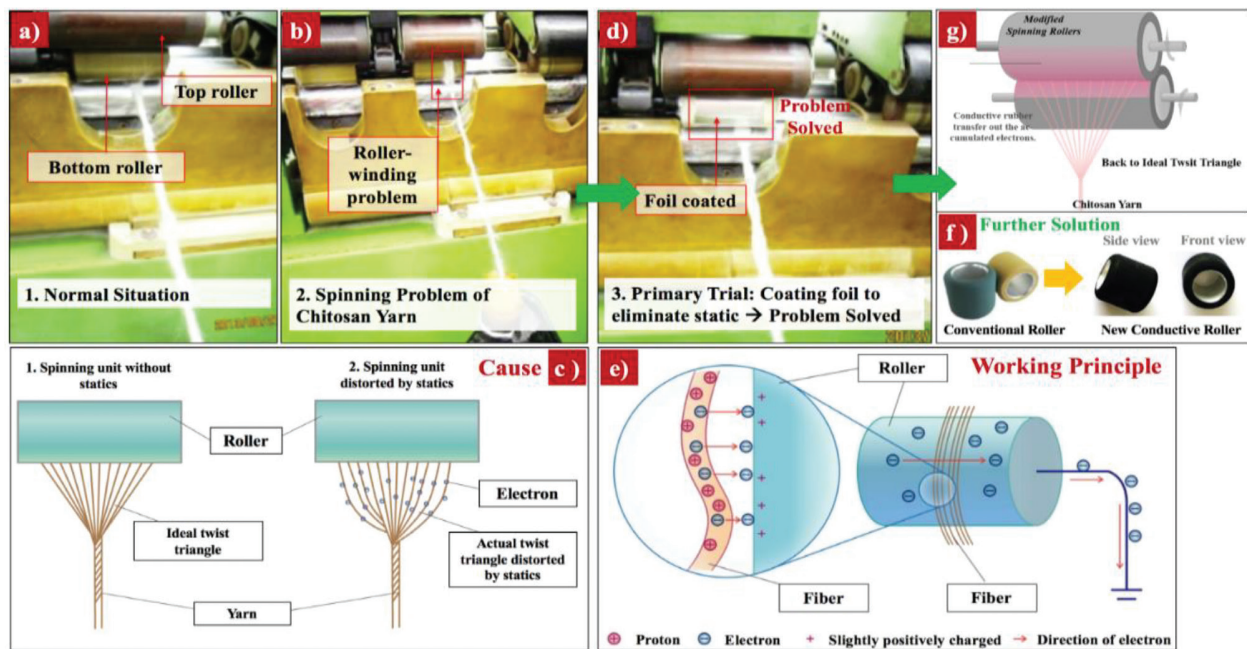 a)
Top roller
Bottom roller
1. Normal Situation
b)
Roller-
winding
problem
2. Spinning Problem of
Chitosan Yarn
d)
Problem
Solved
Foil coated
3. Primary Trial: Coating foil to
eliminate static → Problem Solved
g)
Modified
Spinning Rollers
Conductive rubber
transfer out the ac-
cumulated electrons.
Back to Ideal Twsit Triangle
Chitosan Yarn
f)
Further Solution
Side view
Front view
Conventional Roller
New Conductive Roller
Cause
c)
1. Spinning unit without
statics
2. Spinning unit
distorted by statics
Roller
Electron
Ideal twist
triangle
Actual twist
triangle distorted
by statics
Yarn
e)
Working Principle
Roller
Fiber
Fiber
Proton
Electron
Slightly positively charged
Direction of electron